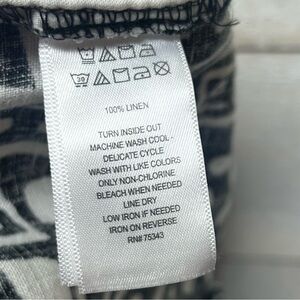 30
100% LINEN
TURN INSIDE OUT
MACHINE WASH COOL -
DELICATE CYCLE
WASH WITH LIKE COLORS
ONLY NON-CHLORINE
BLEACH WHEN NEEDED
LINE DRY
LOW IRON IF NEEDED
IRON ON REVERSE
RN# 75343